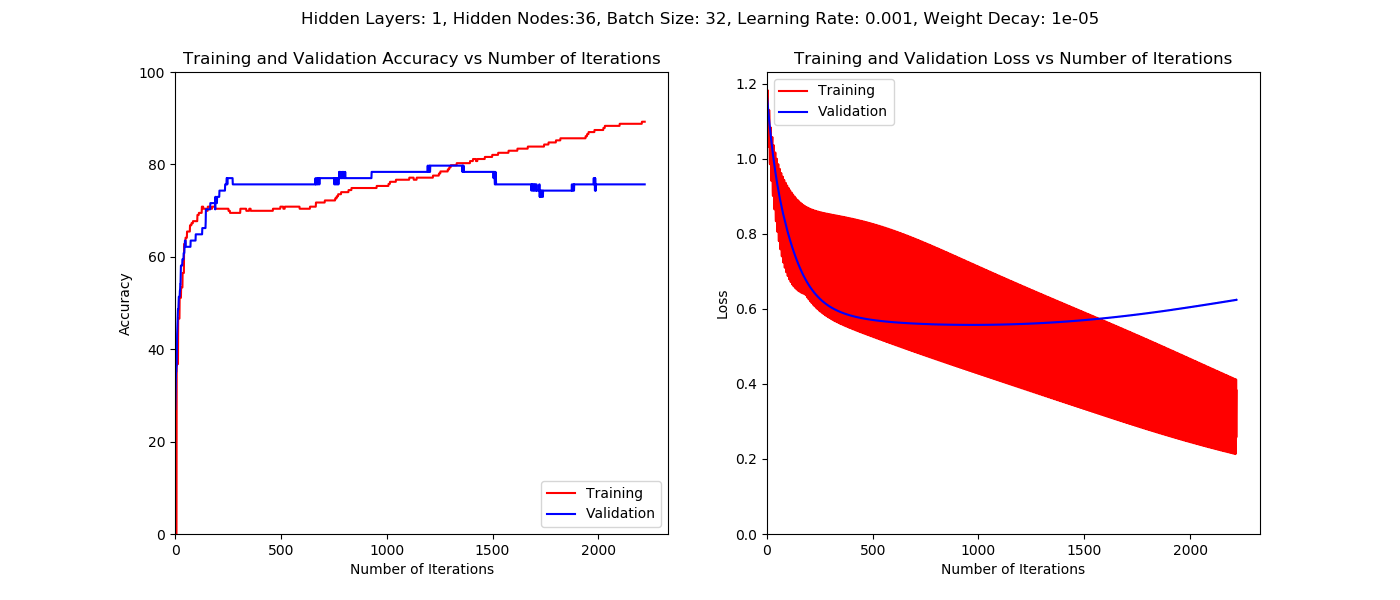 Hidden Layers: 1, Hidden Nodes:36, Batch Size: 32, Learning Rate: 0.001, Weight Decay: 1e-05
Training and Validation Accuracy vs Number of Iterations
100
80
60
40
20
0
Accuracy
0 500 1000 1500 2000
Number of Iterations
Training
Validation
Training and Validation Loss vs Number of Iterations
Training
Validation
1.2
1.0
0.8
0.6
0.4
0.2
0.0
Loss
0 500 1000 1500 2000
Number of Iterations